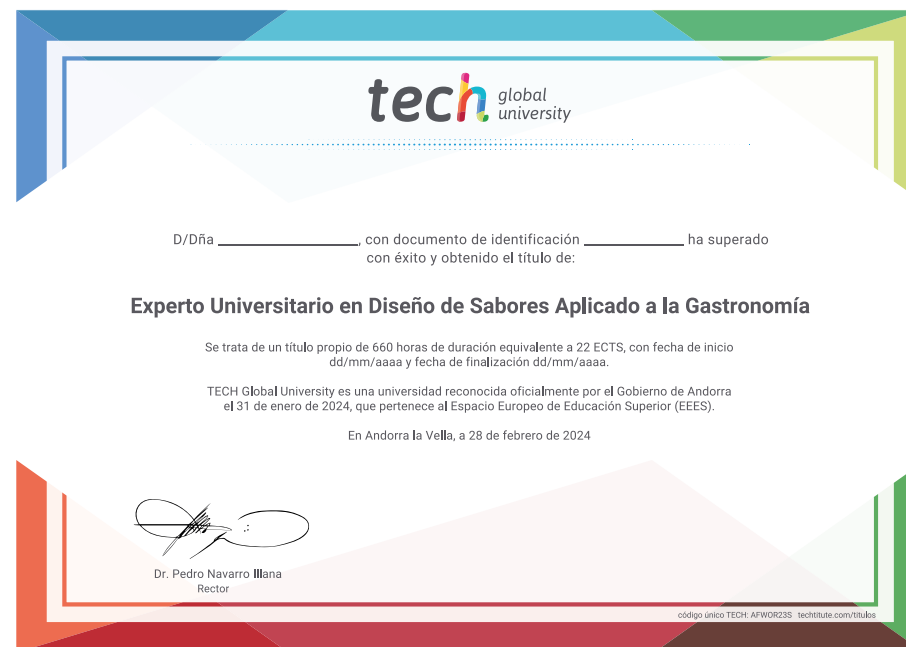 tech global
university
D/Dña ____________________, con documento de identificación ______________ ha superado
con éxito y obtenido el título de:
Experto Universitario en Diseño de Sabores Aplicado a la Gastronomía
Se trata de un título propio de 660 horas de duración equivalente a 22 ECTS, con fecha de inicio
dd/mm/aaaa y fecha de finalización dd/mm/aaaa.
TECH Global University es una universidad reconocida oficialmente por el Gobierno de Andorra
el 31 de enero de 2024, que pertenece al Espacio Europeo de Educación Superior (EEES).
En Andorra la Vella, a 28 de febrero de 2024
Dr. Pedro Navarro Illana
Rector
código único TECH: AFWOR23S techtitute.com/titulos